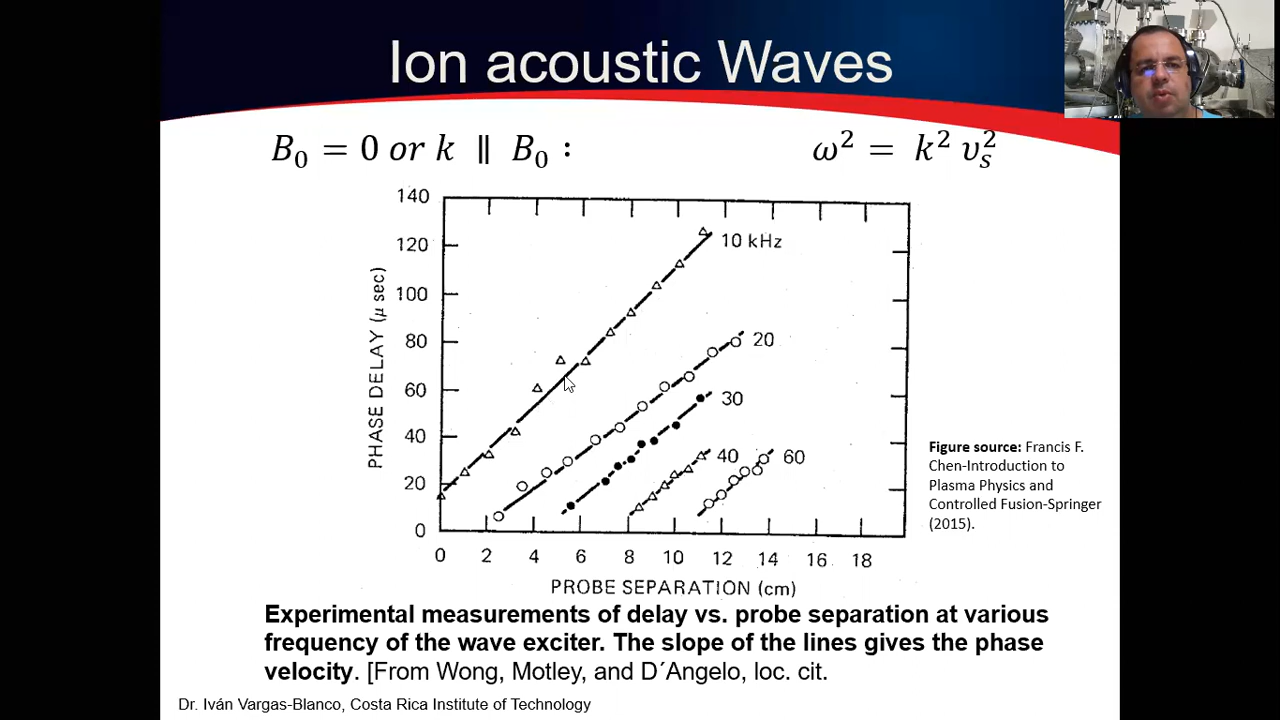 Ion acoustic Waves
B₀ = 0 or k ∥ B₀ :
ω² = k² υₛ²
140
120
100
80
60
40
20
0
PHASE DELAY (μ sec)
10 kHz
20
30
40
60
0 2 4 6 8 10 12 14 16 18
PROBE SEPARATION (cm)
Figure source: Francis F.
Chen-Introduction to
Plasma Physics and
Controlled Fusion-Springer
(2015).
Experimental measurements of delay vs. probe separation at various
frequency of the wave exciter. The slope of the lines gives the phase
velocity. [From Wong, Motley, and D´Angelo, loc. cit.
Dr. Iván Vargas-Blanco, Costa Rica Institute of Technology